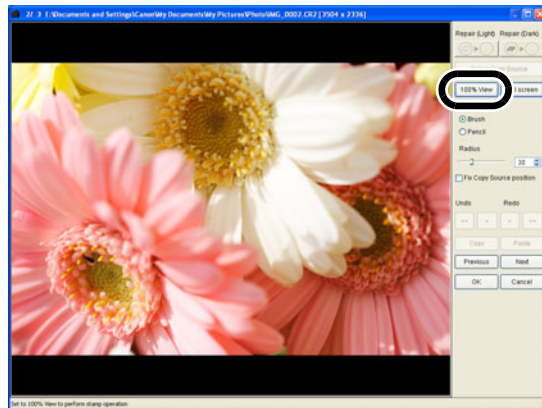 2/ 3 E:\Documents and Settings\Canon\My Documents\My Pictures\Photo\IMG_0002.CR2 [3504 x 2336]
Repair (Light) Repair (Dark)
Source
100% View l screen
Brush
Pencil
Radius
30
Fix Copy Source position
Undo Redo
Copy Paste
Previous Next
OK Cancel
Set to 100% View to perform stamp operation